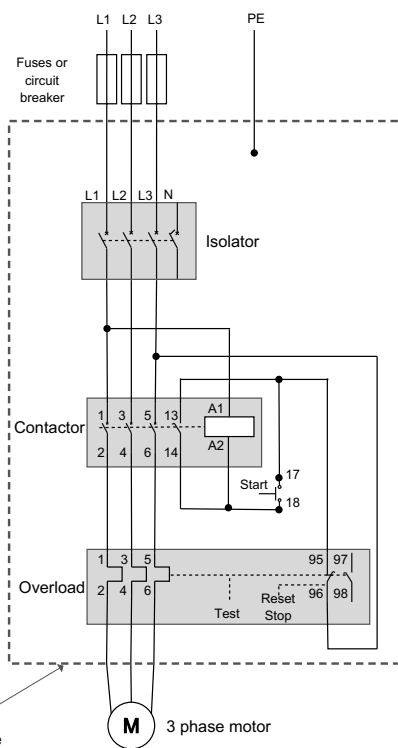 L1 L2 L3 PE
Fuses or
circuit
breaker
L1 L2 L3 N
Isolator
1 3 5 13 A1
Contactor
A2
2 4 6 14
17
Start
18
1 3 5 95 97
Overload
2 4 6 96 98
Test Reset
Stop
M 3 phase motor